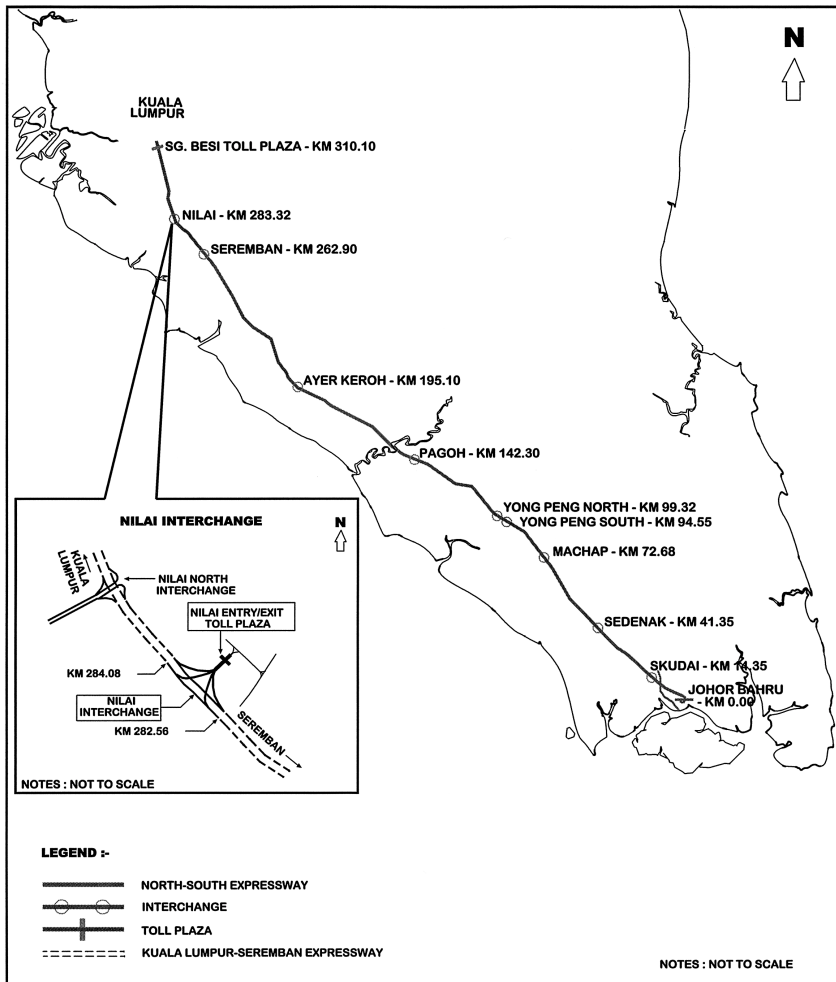 N
KUALA
LUMPUR
SG. BESI TOLL PLAZA - KM 310.10
NILAI - KM 283.32
SEREMBAN - KM 262.90
AYER KEROH - KM 195.10
PAGOH - KM 142.30
YONG PENG NORTH - KM 99.32
YONG PENG SOUTH - KM 94.55
MACHAP - KM 72.68
SEDENAK - KM 41.35
SKUDAI - KM 14.35
JOHOR BAHRU
- KM 0.00
NILAI INTERCHANGE
N
KUALA
LUMPUR
NILAI NORTH
INTERCHANGE
NILAI ENTRY/EXIT
TOLL PLAZA
KM 284.08
NILAI
INTERCHANGE
KM 282.56
SEREMBAN
NOTES : NOT TO SCALE
LEGEND :-
NORTH-SOUTH EXPRESSWAY
INTERCHANGE
TOLL PLAZA
KUALA LUMPUR-SEREMBAN EXPRESSWAY
NOTES : NOT TO SCALE